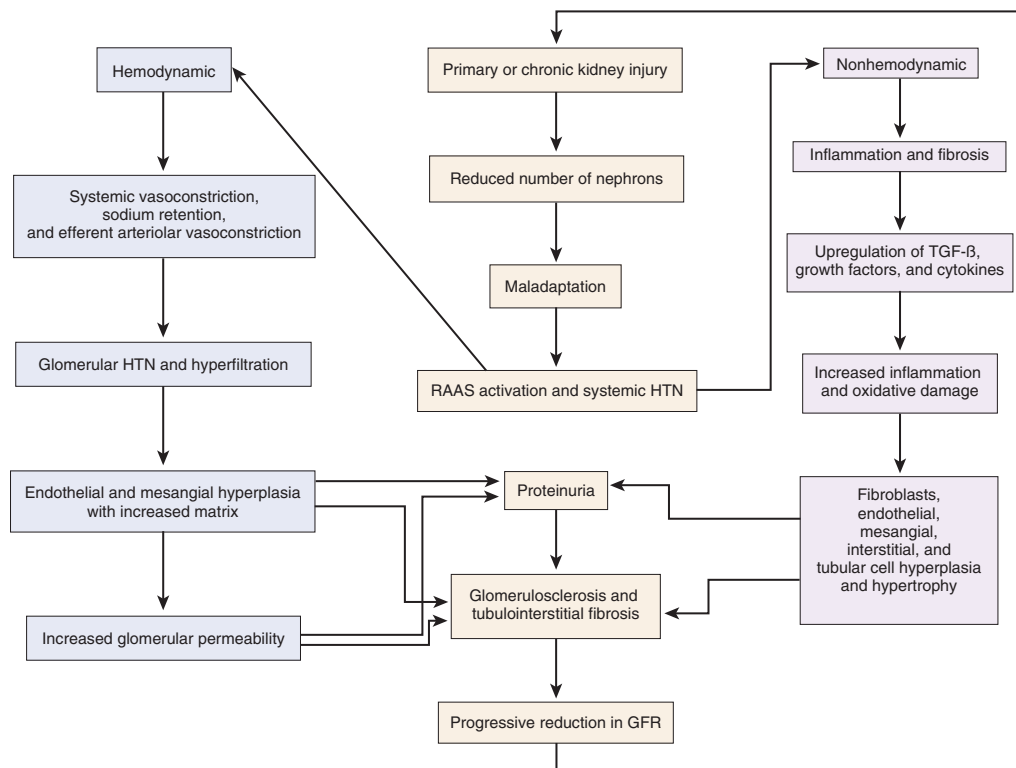 Hemodynamic
Systemic vasoconstriction,
sodium retention,
and efferent arteriolar vasoconstriction
Glomerular HTN and hyperfiltration
Endothelial and mesangial hyperplasia
with increased matrix
Increased glomerular permeability
Primary or chronic kidney injury
Reduced number of nephrons
Maladaptation
RAAS activation and systemic HTN
Proteinuria
Glomerulosclerosis and
tubulointerstitial fibrosis
Progressive reduction in GFR
Nonhemodynamic
Inflammation and fibrosis
Upregulation of TGF-ß,
growth factors, and cytokines
Increased inflammation
and oxidative damage
Fibroblasts,
endothelial,
mesangial,
interstitial, and
tubular cell hyperplasia
and hypertrophy